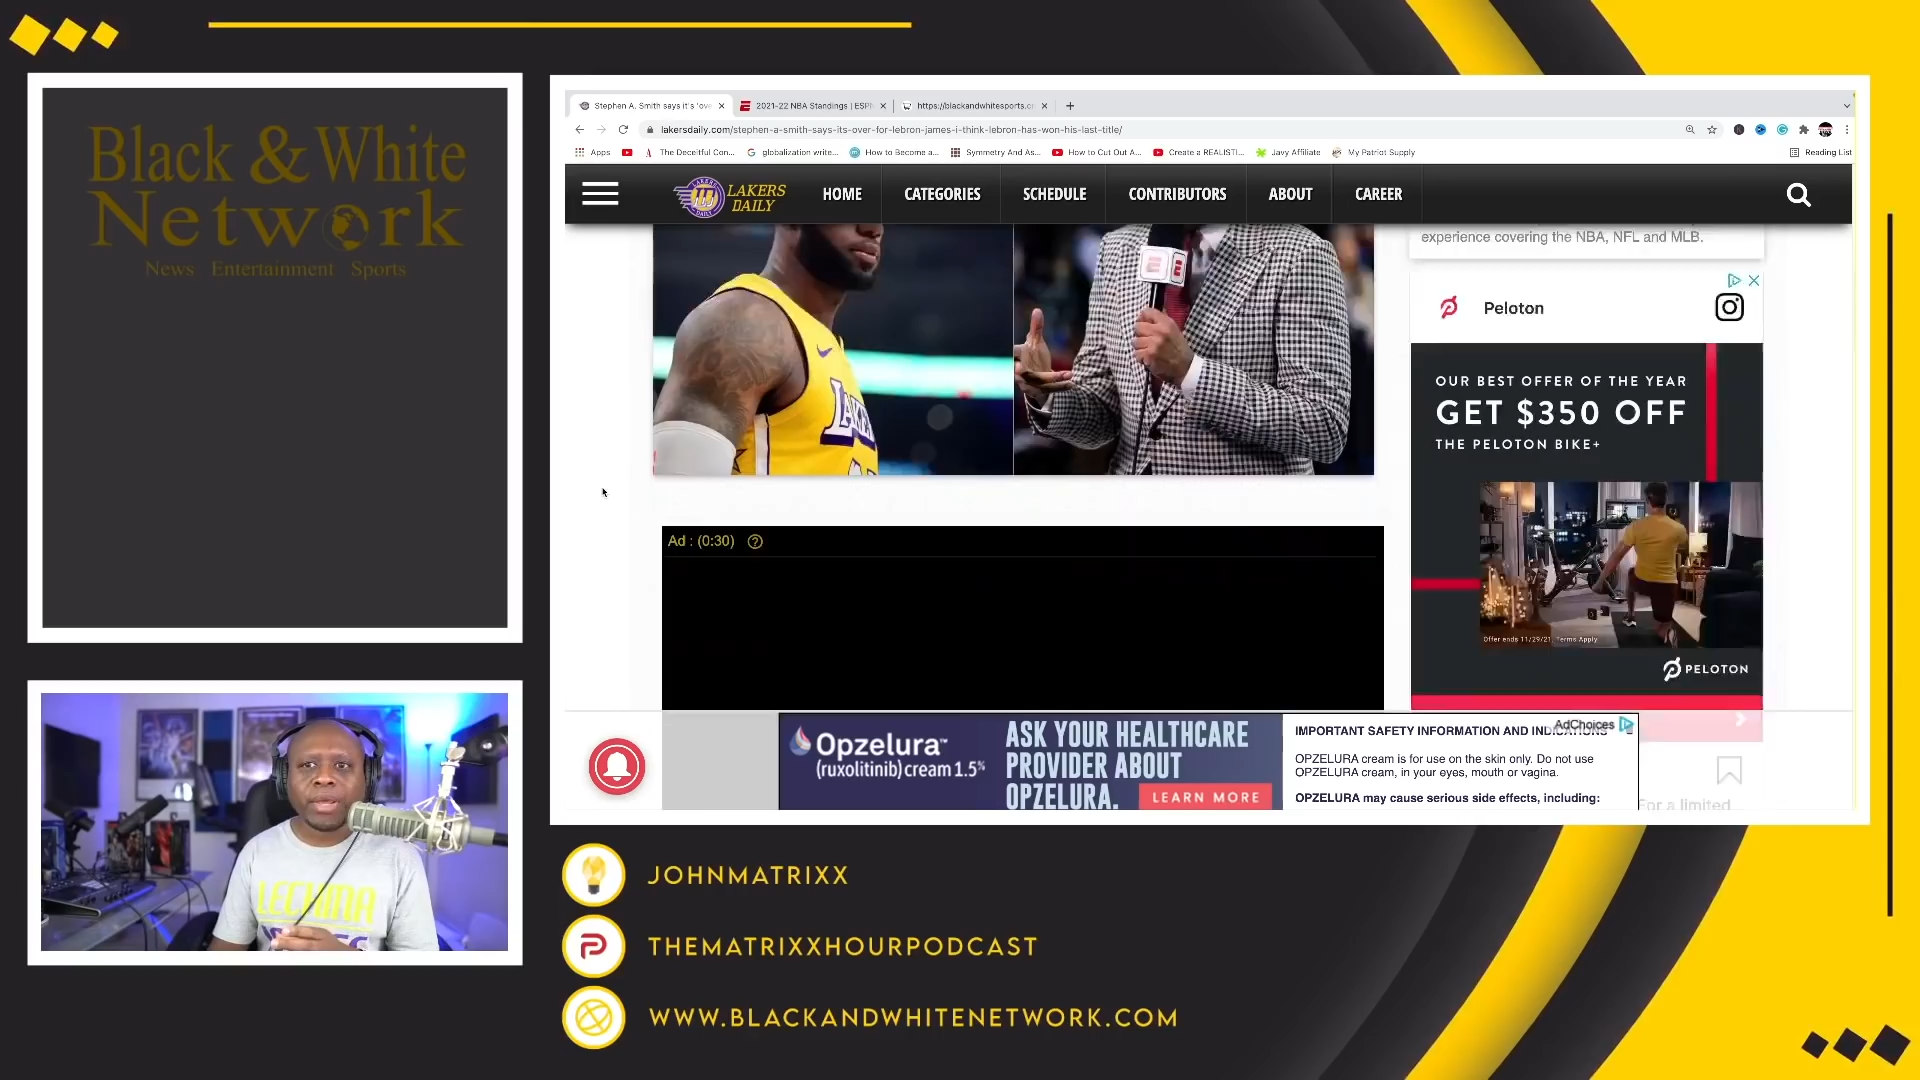 Black & White
Network
News Entertainment Sports
Stephen A. Smith says it's 'ove
2021-22 NBA Standings | ESPN
https://blackandwhitesports.cr
lakersdaily.com/stephen-a-smith-says-its-over-for-lebron-james-i-think-lebron-has-won-his-last-title/
Apps
The Deceitful Con...
globalization write...
How to Become a...
Symmetry And As...
How to Cut Out A...
Create a REALISTI...
Javy Affiliate
My Patriot Supply
Reading List
LAKERS
DAILY
HOME
CATEGORIES
SCHEDULE
CONTRIBUTORS
ABOUT
CAREER
experience covering the NBA, NFL and MLB.
Peloton
OUR BEST OFFER OF THE YEAR
GET $350 OFF
THE PELOTON BIKE+
Offer ends 11/29/21. Terms Apply
PELOTON
Ad : (0:30)
Opzelura™
(ruxolitinib) cream 1.5%
ASK YOUR HEALTHCARE
PROVIDER ABOUT
OPZELURA.
LEARN MORE
AdChoices
IMPORTANT SAFETY INFORMATION AND INDICATIONS
OPZELURA cream is for use on the skin only. Do not use
OPZELURA cream, in your eyes, mouth or vagina.
OPZELURA may cause serious side effects, including:
For a limited
JOHNMATRIXX
THEMATRIXXHOURPODCAST
WWW.BLACKANDWHITENETWORK.COM